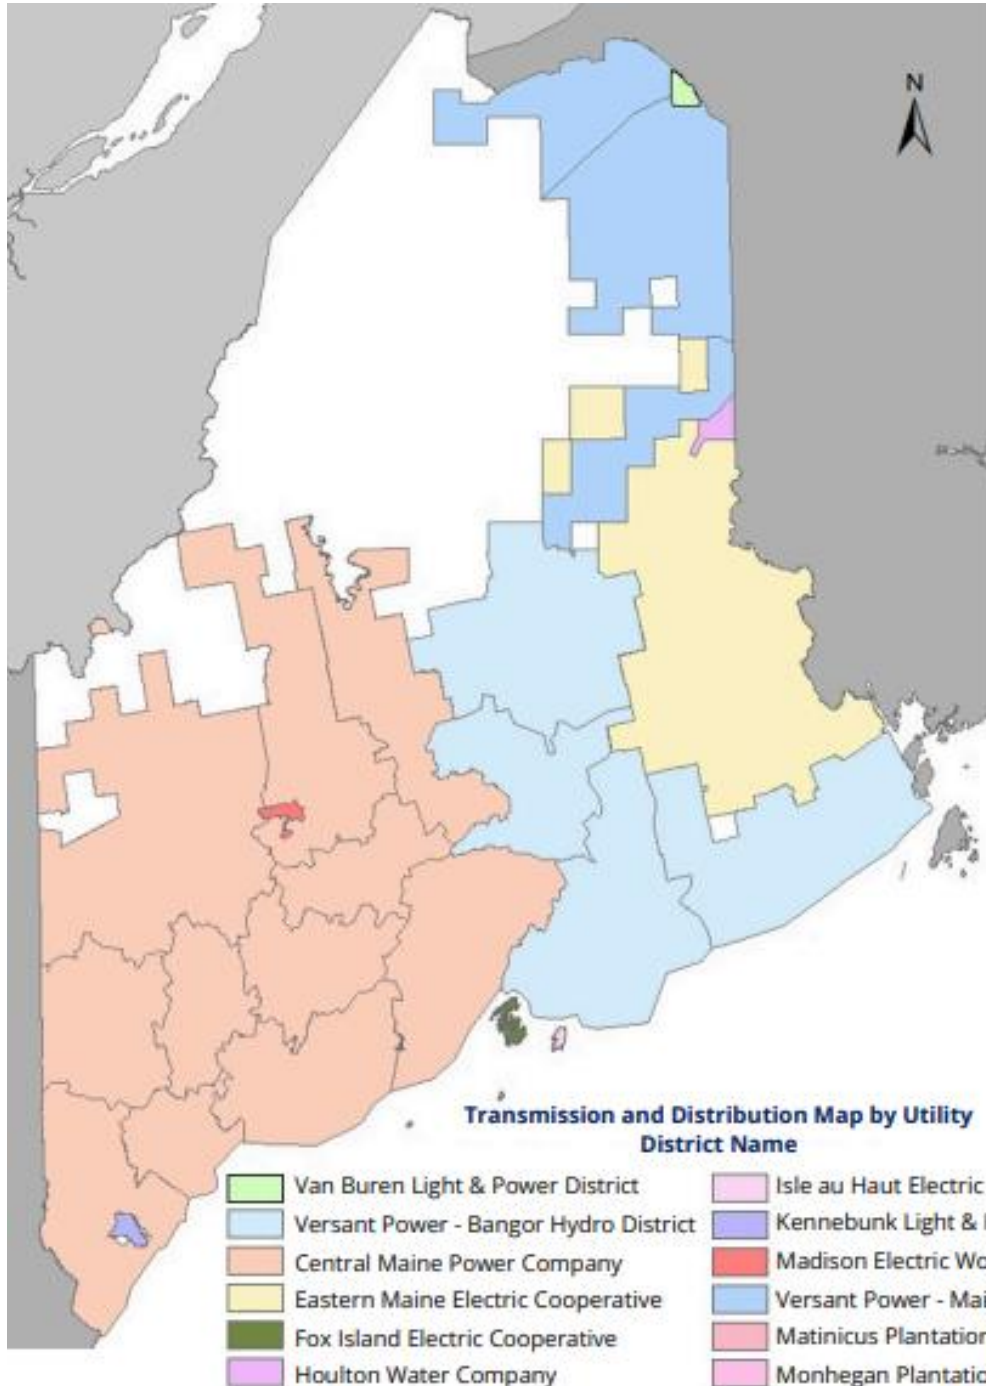 N
Transmission and Distribution Map by Utility
District Name
Van Buren Light & Power District
Versant Power - Bangor Hydro District
Central Maine Power Company
Eastern Maine Electric Cooperative
Fox Island Electric Cooperative
Houlton Water Company
Isle au Haut Electric
Kennebunk Light &
Madison Electric Wo
Versant Power - Mai
Matinicus Plantation
Monhegan Plantatio